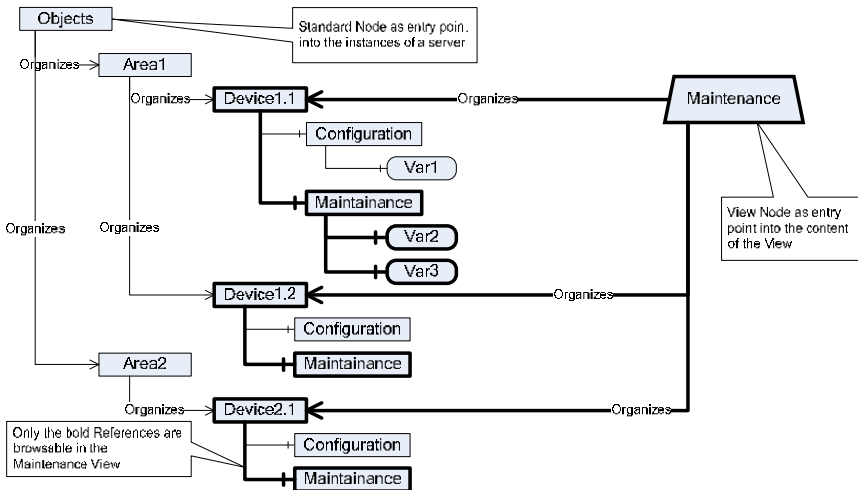 Objects
Standard Node as entry point
into the instances of a server
Organizes
Area1
Organizes
Device1.1
Organizes
Maintenance
Configuration
Var1
Maintainance
View Node as entry
point into the content
of the View
Organizes
Organizes
Var2
Var3
Device1.2
Organizes
Configuration
Area2
Maintainance
Organizes
Device2.1
Organizes
Only the bold References are
browsable in the
Maintenance View
Configuration
Maintainance